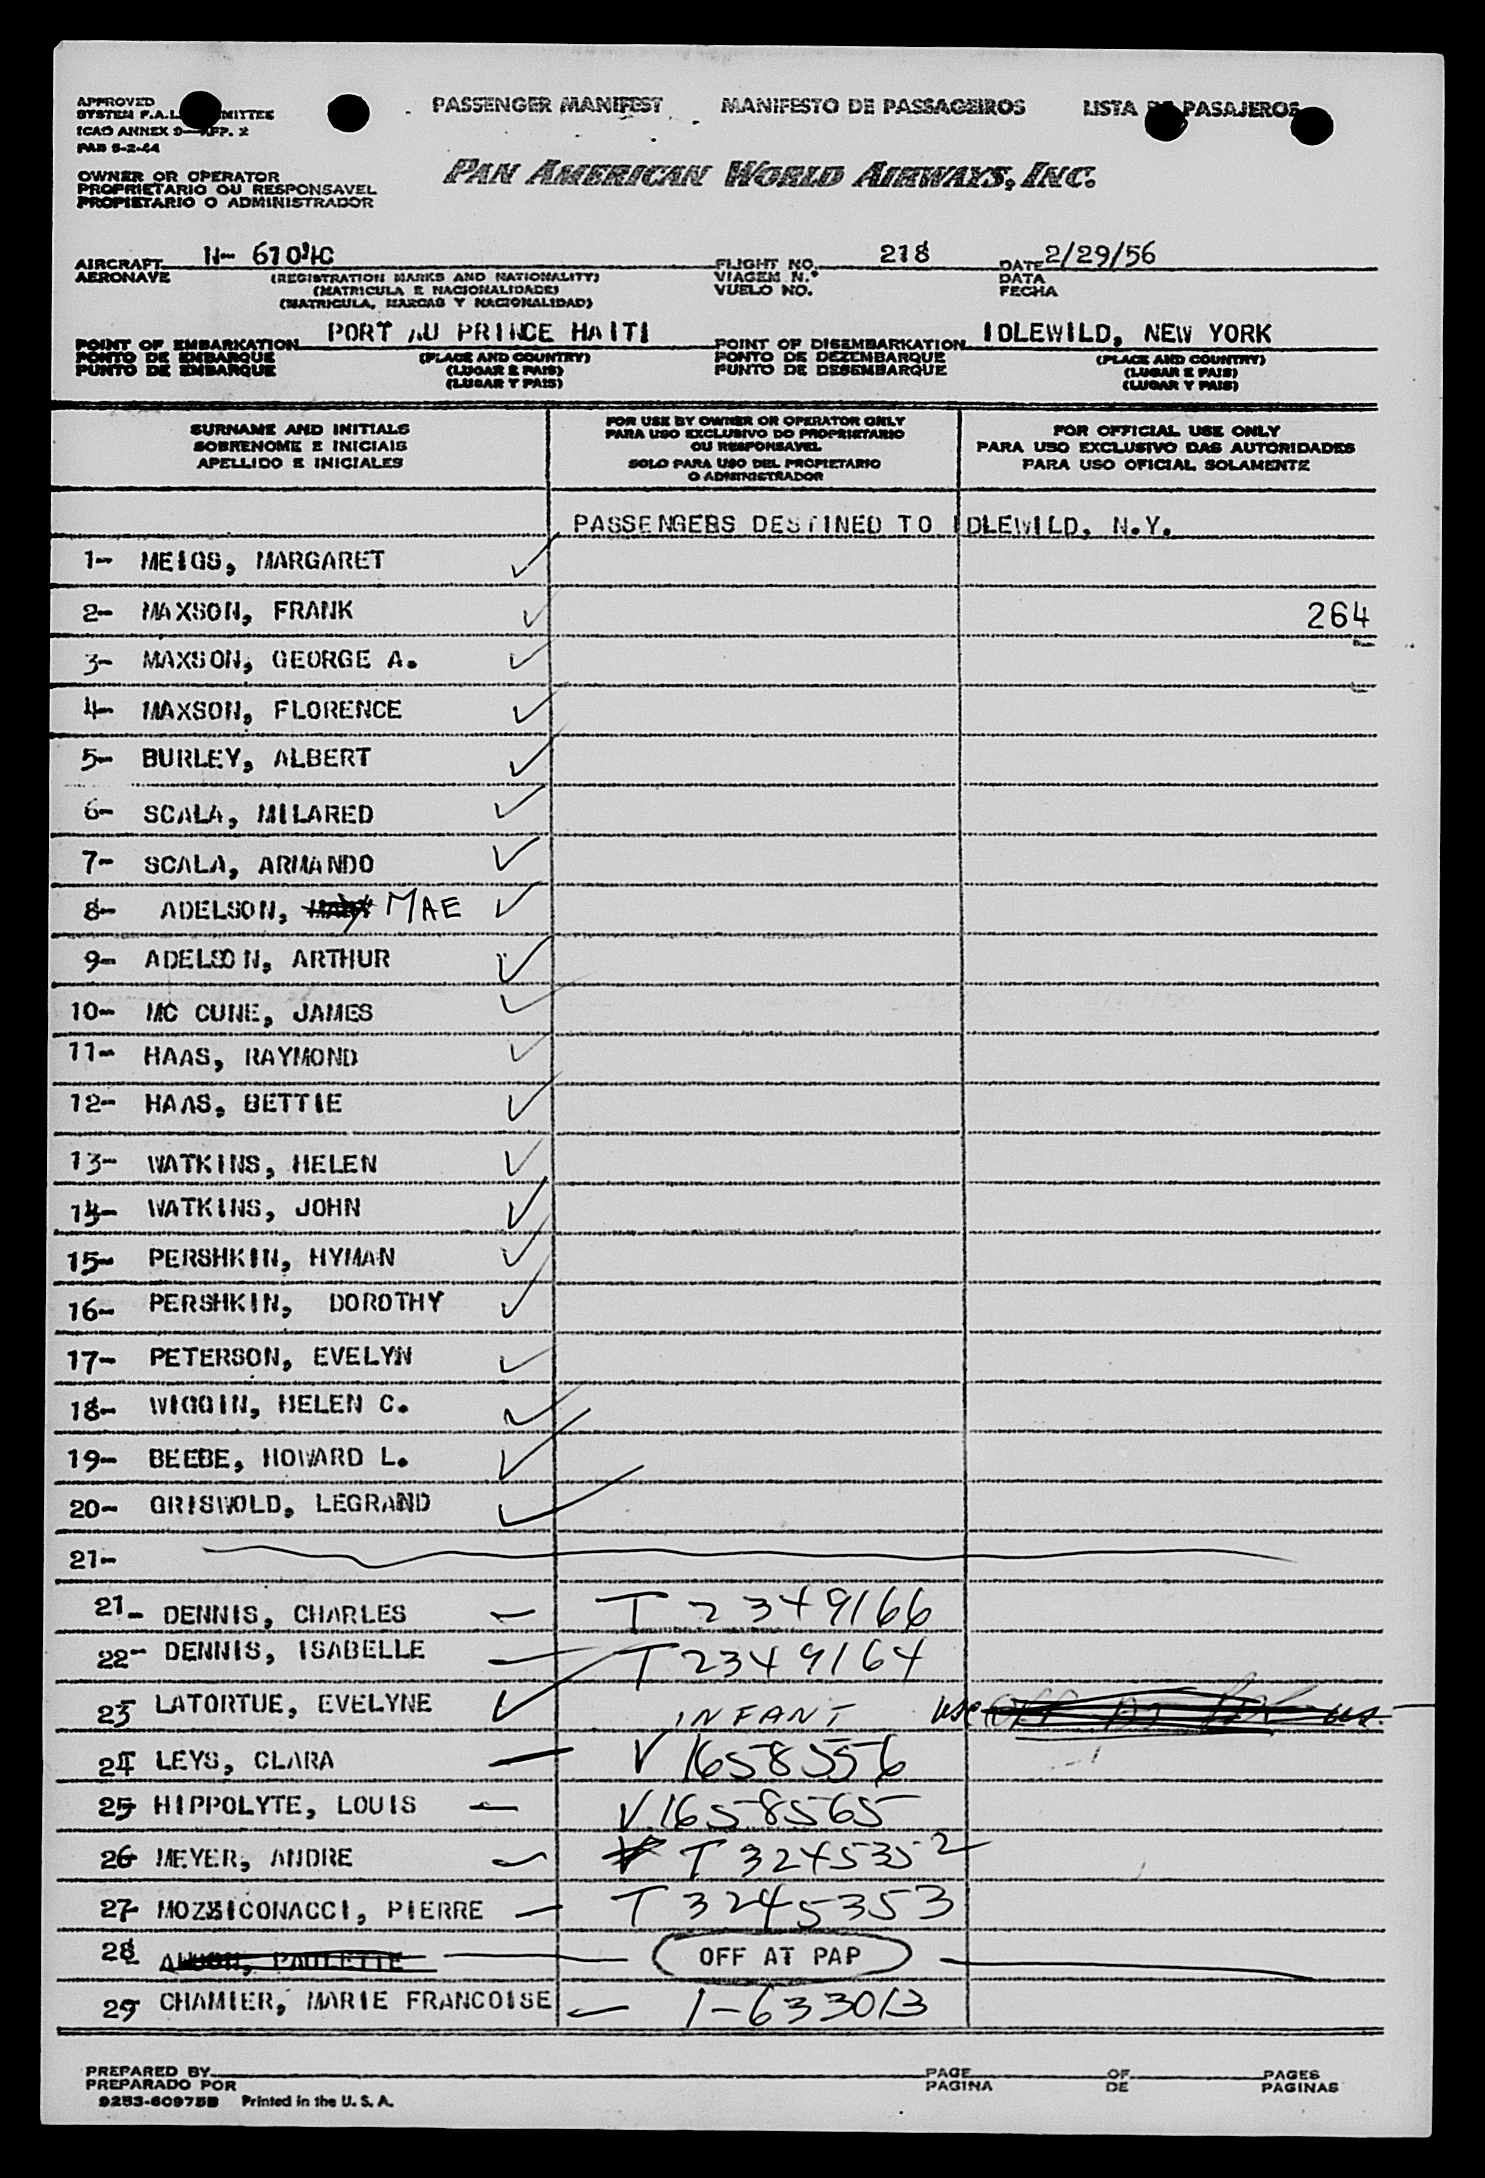 APPROVED
SYSTEM F.A.L. COMMITTEE
ICAO ANNEX 9—APP. 2
PAB 5-2-44
PASSENGER MANIFEST MANIFESTO DE PASSAGEIROS LISTA DE PASAJEROS
OWNER OR OPERATOR
PROPRIETARIO OU RESPONSAVEL
PROPIETARIO O ADMINISTRADOR
PAN AMERICAN WORLD AIRWAYS, INC.
AIRCRAFT N- 6104C FLIGHT NO. 218 DATE 2/29/56
AERONAVE (REGISTRATION MARKS AND NATIONALITY) VIAGEM N.º DATA
(MATRICULA E NACIONALIDADE) VUELO NO. FECHA
(MATRICULA, MARCAS Y NACIONALIDAD)
POINT OF EMBARKATION PORT AU PRINCE HAITI POINT OF DISEMBARKATION IDLEWILD, NEW YORK
PONTO DE EMBARQUE (PLACE AND COUNTRY) PONTO DE DEZEMBARQUE (PLACE AND COUNTRY)
PUNTO DE EMBARQUE (LUGAR E PAIS) PUNTO DE DESEMBARQUE (LUGAR E PAIS)
(LUGAR Y PAIS) (LUGAR Y PAIS)
SURNAME AND INITIALS
SOBRENOME E INICIAIS
APELLIDO E INICIALES
FOR USE BY OWNER OR OPERATOR ONLY
PARA USO EXCLUSIVO DO PROPRIETARIO
OU RESPONSAVEL
SOLO PARA USO DEL PROPIETARIO
O ADMINISTRADOR
FOR OFFICIAL USE ONLY
PARA USO EXCLUSIVO DAS AUTORIDADES
PARA USO OFICIAL SOLAMENTE
PASSENGERS DESTINED TO IDLEWILD, N.Y.
1- MEIGS, MARGARET ✓
2- MAXSON, FRANK ✓ 264
3- MAXSON, GEORGE A. ✓
4- MAXSON, FLORENCE ✓
5- BURLEY, ALBERT ✓
6- SCALA, MILARED ✓
7- SCALA, ARMANDO ✓
8- ADELSON, MAE ✓
9- ADELSON, ARTHUR ✓
10- MC CUNE, JAMES ✓
11- HAAS, RAYMOND ✓
12- HAAS, BETTIE ✓
13- WATKINS, HELEN ✓
14- WATKINS, JOHN ✓
15- PERSHKIN, HYMAN ✓
16- PERSHKIN, DOROTHY ✓
17- PETERSON, EVELYN ✓
18- WIGGIN, HELEN C. ✓
19- BEEBE, HOWARD L. ✓
20- GRISWOLD, LEGRAND ✓
21-
21- DENNIS, CHARLES — T 2349166
22- DENNIS, ISABELLE — T 2349164
23 LATORTUE, EVELYNE ✓ INFANT USC
24 LEYS, CLARA — V 1658556
25 HIPPOLYTE, LOUIS — V 1658565
26 MEYER, ANDRE — T 3245352
27 MOZZICONACCI, PIERRE — T 3245353
28 PAULETTE OFF AT PAP
29 CHAMIER, MARIE FRANCOISE — 1-633013
PREPARED BY PAGE OF PAGES
PREPARADO POR PAGINA DE PAGINAS
9253-60975B Printed in the U. S. A.